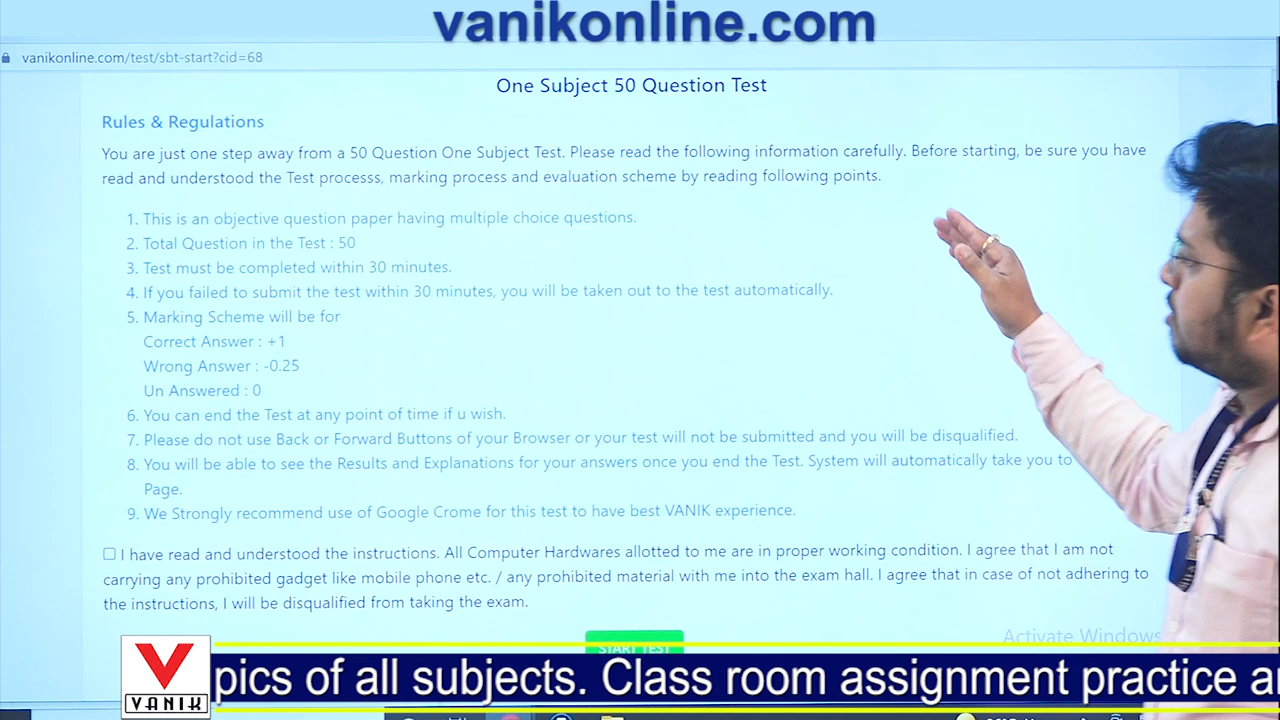 vanikonline.com
vanikonline.com/test/sbt-start?cid=68
One Subject 50 Question Test
Rules & Regulations
You are just one step away from a 50 Question One Subject Test. Please read the following information carefully. Before starting, be sure you have
read and understood the Test processs, marking process and evaluation scheme by reading following points.
1. This is an objective question paper having multiple choice questions.
2. Total Question in the Test : 50
3. Test must be completed within 30 minutes.
4. If you failed to submit the test within 30 minutes, you will be taken out to the test automatically.
5. Marking Scheme will be for
Correct Answer : +1
Wrong Answer : -0.25
Un Answered : 0
6. You can end the Test at any point of time if u wish.
7. Please do not use Back or Forward Buttons of your Browser or your test will not be submitted and you will be disqualified.
8. You will be able to see the Results and Explanations for your answers once you end the Test. System will automatically take you to
Page.
9. We Strongly recommend use of Google Crome for this test to have best VANIK experience.
I have read and understood the instructions. All Computer Hardwares allotted to me are in proper working condition. I agree that I am not
carrying any prohibited gadget like mobile phone etc. / any prohibited material with me into the exam hall. I agree that in case of not adhering to
the instructions, I will be disqualified from taking the exam.
START TEST
Activate Windows
VANIK
pics of all subjects. Class room assignment practice a